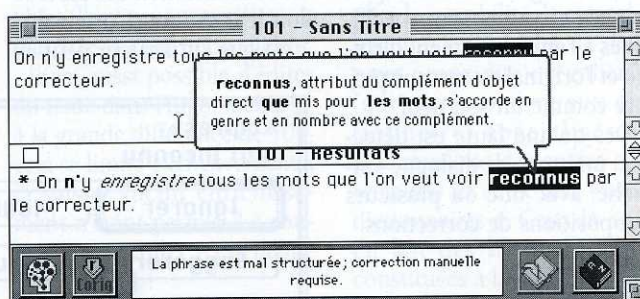 101 - Sans Titre
On n'y enregistre tous les mots que l'on veut voir reconnu par le
correcteur.
reconnus, attribut du complément d'objet
direct que mis pour les mots, s'accorde en
genre et en nombre avec ce complément.
101 - Résultats
* On n'y enregistre tous les mots que l'on veut voir reconnus par
le correcteur.
Corig
La phrase est mal structurée; correction manuelle
requise.